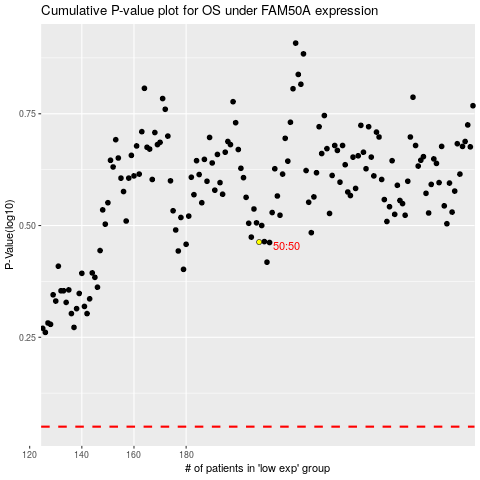 Cumulative P-value plot for OS under FAM50A expression
P-Value(log10)
0.75
0.50
0.25
50:50
120 140 160 180
# of patients in 'low exp' group